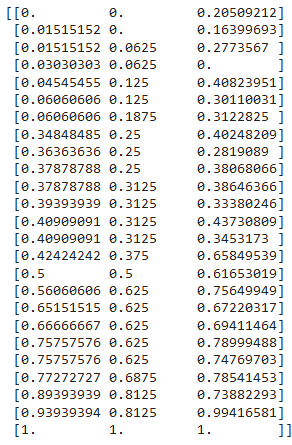 [[0.         0.         0.20509212]
 [0.01515152 0.         0.16399693]
 [0.01515152 0.0625     0.2773567 ]
 [0.03030303 0.0625     0.        ]
 [0.04545455 0.125      0.40823951]
 [0.06060606 0.125      0.30110031]
 [0.06060606 0.1875     0.3122825 ]
 [0.34848485 0.25       0.40248209]
 [0.36363636 0.25       0.2819089 ]
 [0.37878788 0.25       0.38068066]
 [0.37878788 0.3125     0.38646366]
 [0.39393939 0.3125     0.33380246]
 [0.40909091 0.3125     0.43730809]
 [0.40909091 0.3125     0.3453173 ]
 [0.42424242 0.375      0.65849539]
 [0.5        0.5        0.61653019]
 [0.56060606 0.625      0.75649949]
 [0.65151515 0.625      0.67220317]
 [0.66666667 0.625      0.69411464]
 [0.75757576 0.625      0.78999488]
 [0.75757576 0.625      0.74769703]
 [0.77272727 0.6875     0.78541453]
 [0.89393939 0.8125     0.73882293]
 [0.93939394 0.8125     0.99416581]
 [1.         1.         1.        ]]